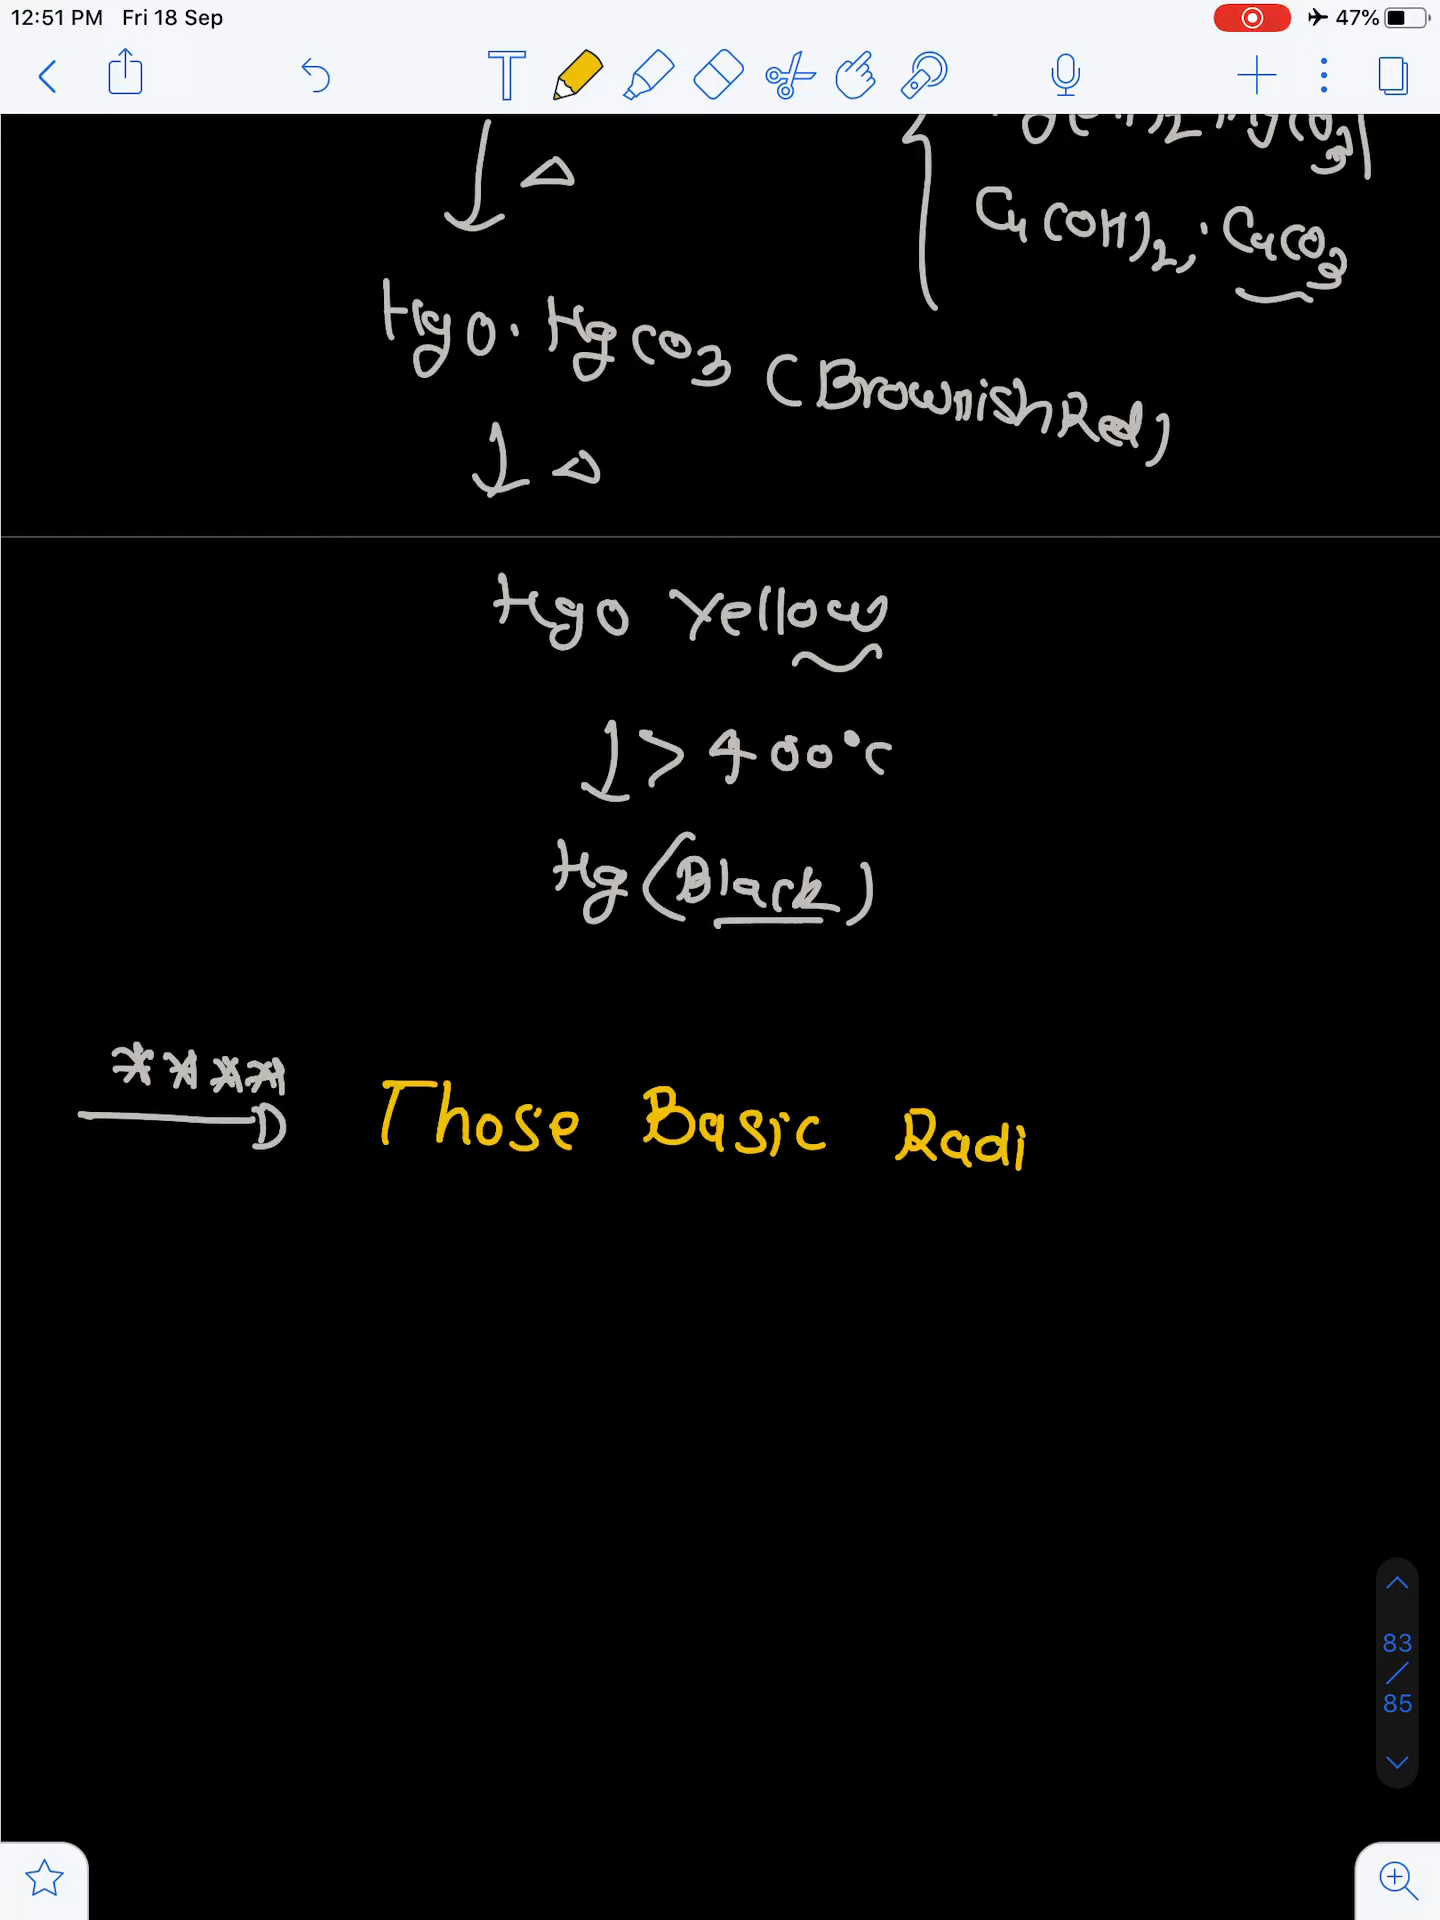 12:51 PM Fri 18 Sep 47%
T
Δ
Cu(OH)2, · CuCO3
HgO · HgCO3 (Brownish Red)
↓ Δ
HgO Yellow
↓ > 400°C
Hg (Black)
****
Those Basic Radi
83
/
85